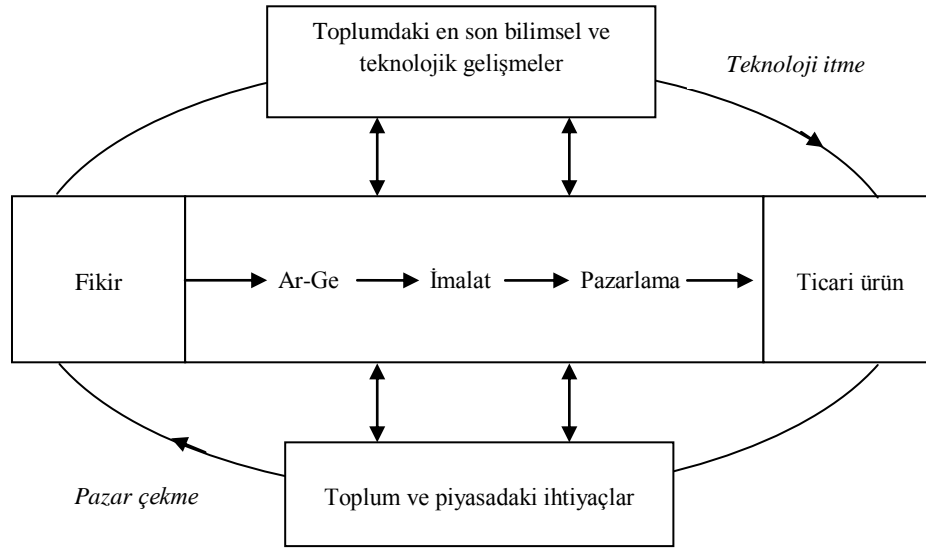 Toplumdaki en son bilimsel ve
teknolojik gelişmeler
Teknoloji itme
Fikir
Ar-Ge
İmalat
Pazarlama
Ticari ürün
Pazar çekme
Toplum ve piyasadaki ihtiyaçlar